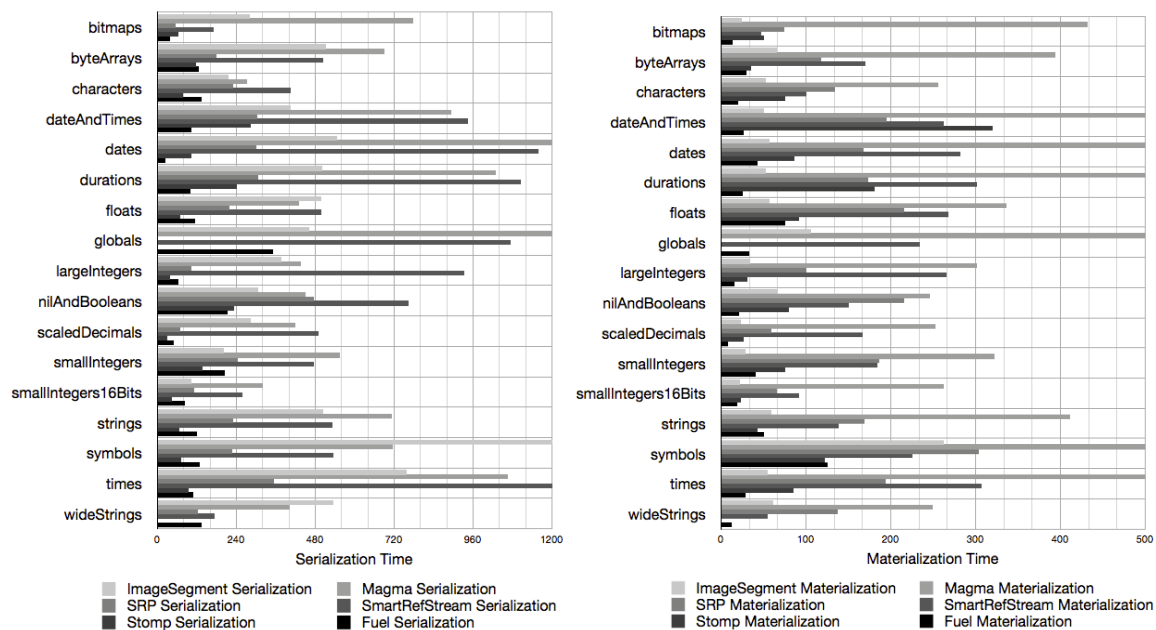 bitmaps
byteArrays
characters
dateAndTimes
dates
durations
floats
globals
largeIntegers
nilAndBooleans
scaledDecimals
smallIntegers
smallIntegers16Bits
strings
symbols
times
wideStrings
0 240 480 720 960 1200
Serialization Time
ImageSegment Serialization Magma Serialization
SRP Serialization SmartRefStream Serialization
Stomp Serialization Fuel Serialization
bitmaps
byteArrays
characters
dateAndTimes
dates
durations
floats
globals
largeIntegers
nilAndBooleans
scaledDecimals
smallIntegers
smallIntegers16Bits
strings
symbols
times
wideStrings
0 100 200 300 400 500
Materialization Time
ImageSegment Materialization Magma Materialization
SRP Materialization SmartRefStream Materialization
Stomp Materialization Fuel Materialization